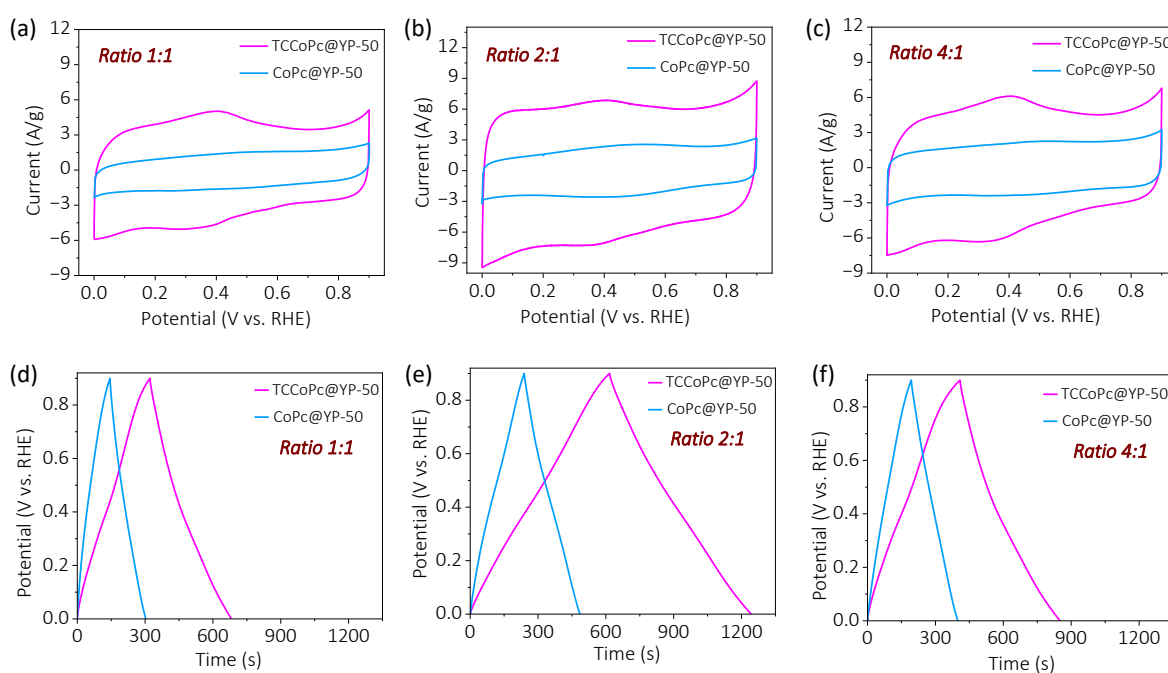 (a)
Ratio 1:1
TCCoPc@YP-50
CoPc@YP-50
12
9
6
3
0
−3
−6
−9
Current (A/g)
0.0 0.2 0.4 0.6 0.8
Potential (V vs. RHE)
(b)
Ratio 2:1
TCCoPc@YP-50
CoPc@YP-50
12
9
6
3
0
−3
−6
−9
Current (A/g)
0.0 0.2 0.4 0.6 0.8
Potential (V vs. RHE)
(c)
Ratio 4:1
TCCoPc@YP-50
CoPc@YP-50
12
9
6
3
0
−3
−6
−9
Current (A/g)
0.0 0.2 0.4 0.6 0.8
Potential (V vs. RHE)
(d)
TCCoPc@YP-50
CoPc@YP-50
Ratio 1:1
0.8
0.6
0.4
0.2
0.0
Potential (V vs. RHE)
0 300 600 900 1200
Time (s)
(e)
TCCoPc@YP-50
CoPc@YP-50
Ratio 2:1
0.8
0.6
0.4
0.2
0.0
Potential (V vs. RHE)
0 300 600 900 1200
Time (s)
(f)
TCCoPc@YP-50
CoPc@YP-50
Ratio 4:1
0.8
0.6
0.4
0.2
0.0
Potential (V vs. RHE)
0 300 600 900 1200
Time (s)